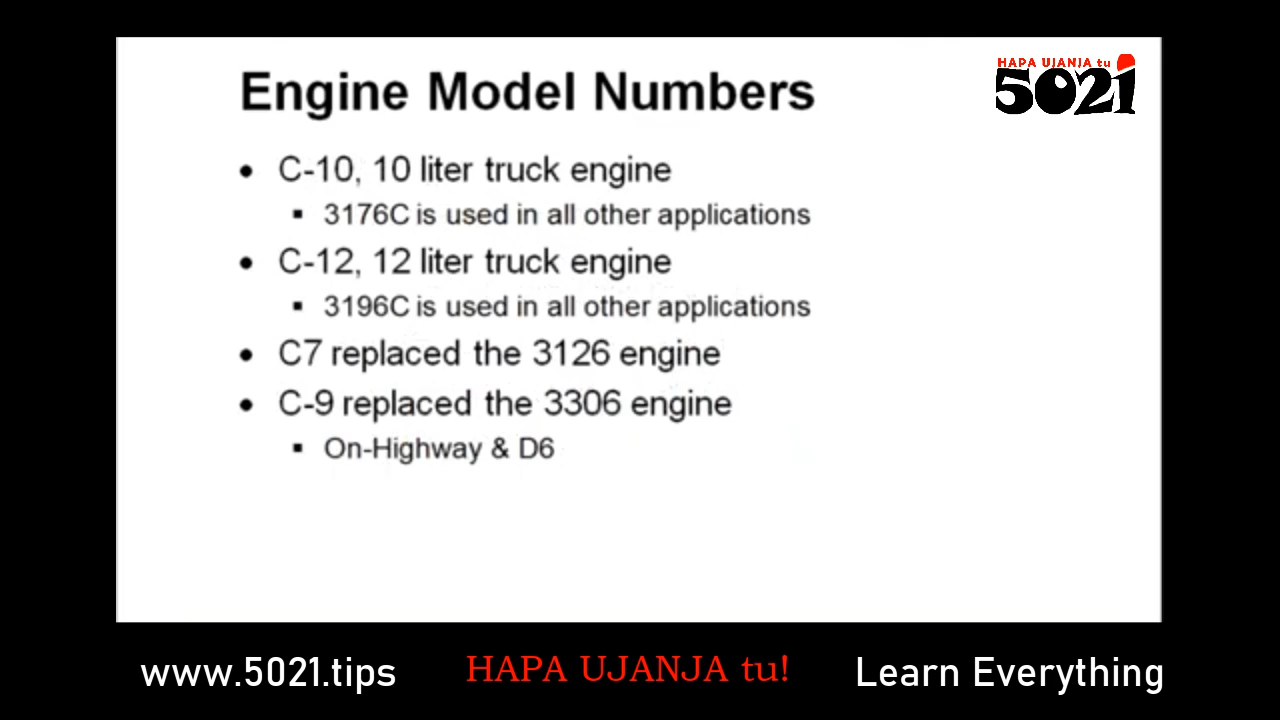 Engine Model Numbers
HAPA UJANJA tu
5021
• C-10, 10 liter truck engine
▪ 3176C is used in all other applications
• C-12, 12 liter truck engine
▪ 3196C is used in all other applications
• C7 replaced the 3126 engine
• C-9 replaced the 3306 engine
▪ On-Highway & D6
www.5021.tips
HAPA UJANJA tu!
Learn Everything